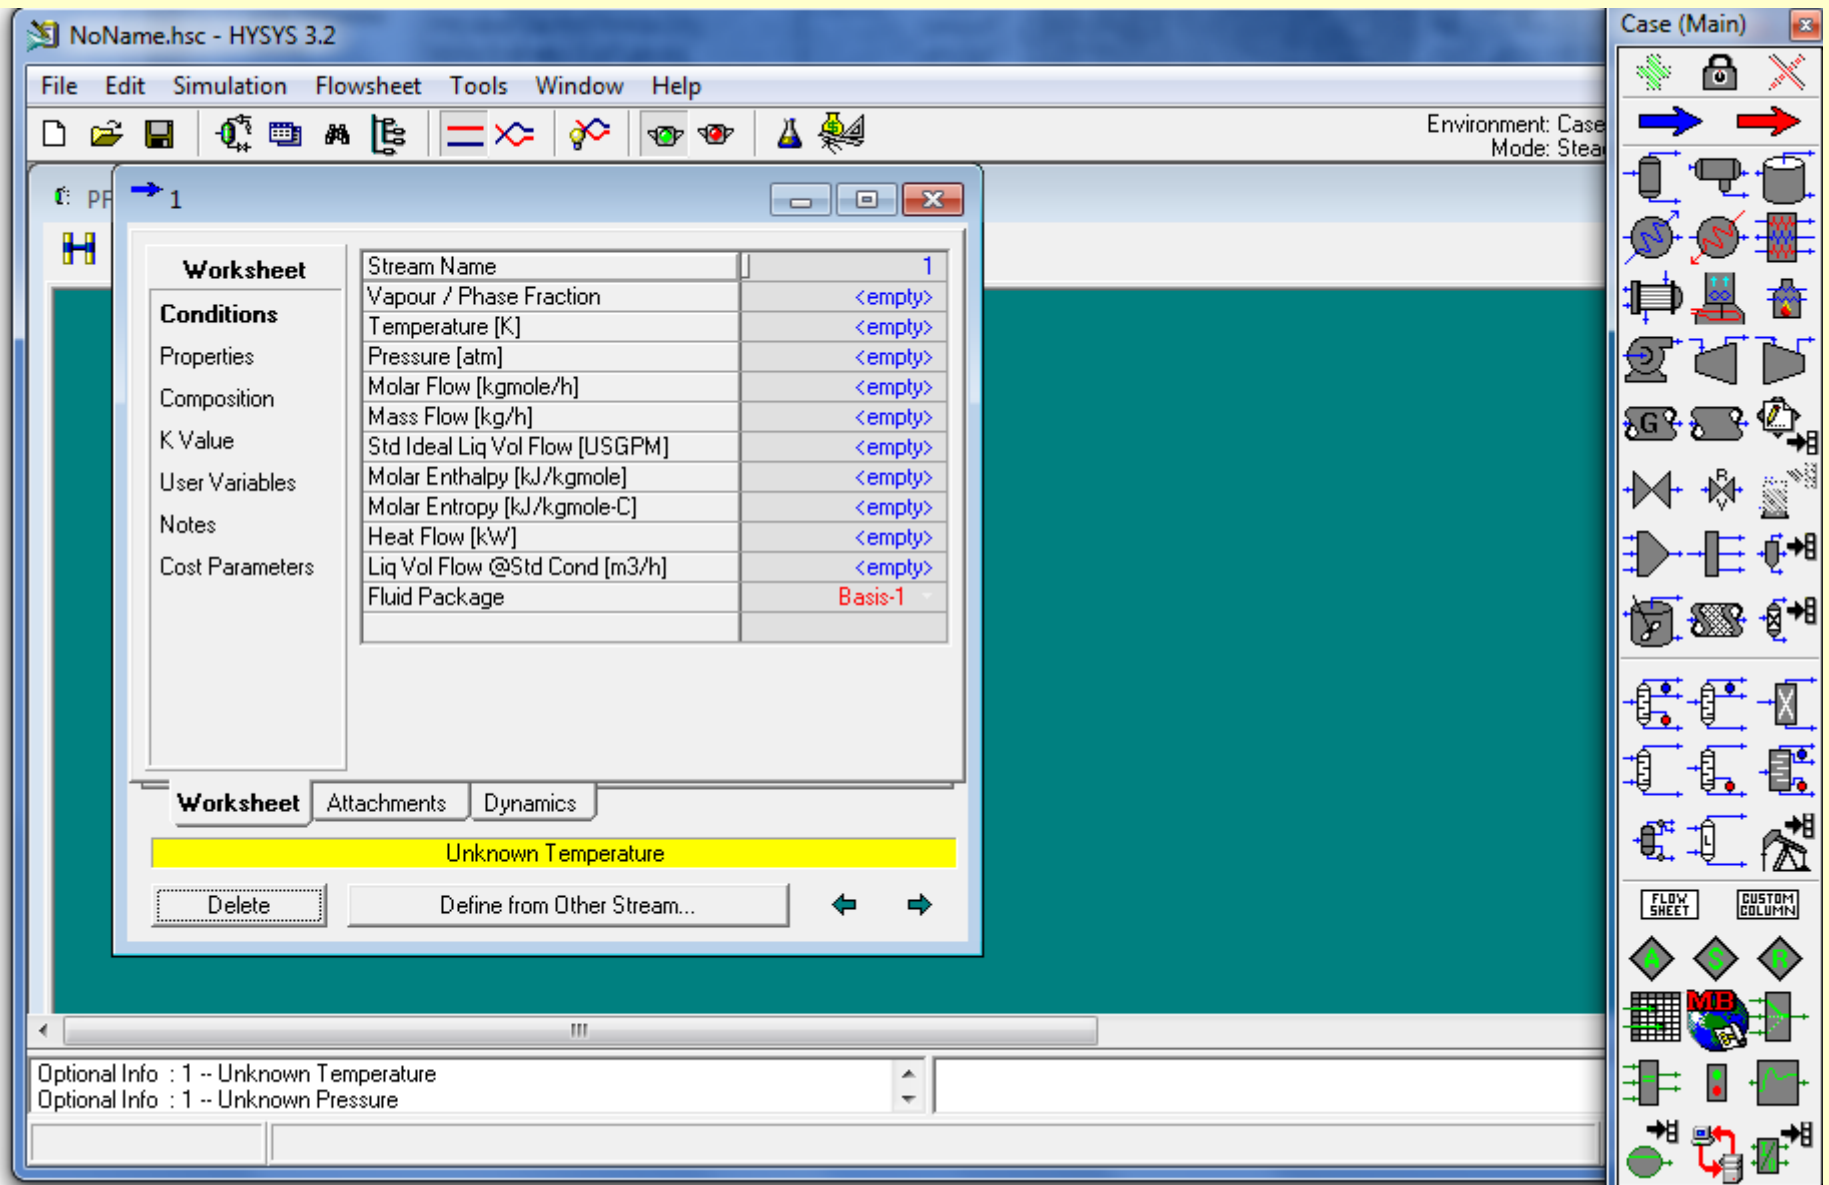 NoName.hsc - HYSYS 3.2
Case (Main)
File Edit Simulation Flowsheet Tools Window Help
Environment: Case
Mode: Stea
PF
1
Worksheet
Conditions
Properties
Composition
K Value
User Variables
Notes
Cost Parameters
Stream Name 1
Vapour / Phase Fraction <empty>
Temperature [K] <empty>
Pressure [atm] <empty>
Molar Flow [kgmole/h] <empty>
Mass Flow [kg/h] <empty>
Std Ideal Liq Vol Flow [USGPM] <empty>
Molar Enthalpy [kJ/kgmole] <empty>
Molar Entropy [kJ/kgmole-C] <empty>
Heat Flow [kW] <empty>
Liq Vol Flow @Std Cond [m3/h] <empty>
Fluid Package Basis-1
Worksheet Attachments Dynamics
Unknown Temperature
Delete Define from Other Stream...
Optional Info : 1 -- Unknown Temperature
Optional Info : 1 -- Unknown Pressure
G
R
V
L
FLOW SHEET
CUSTOM COLUMN
A S R
MB